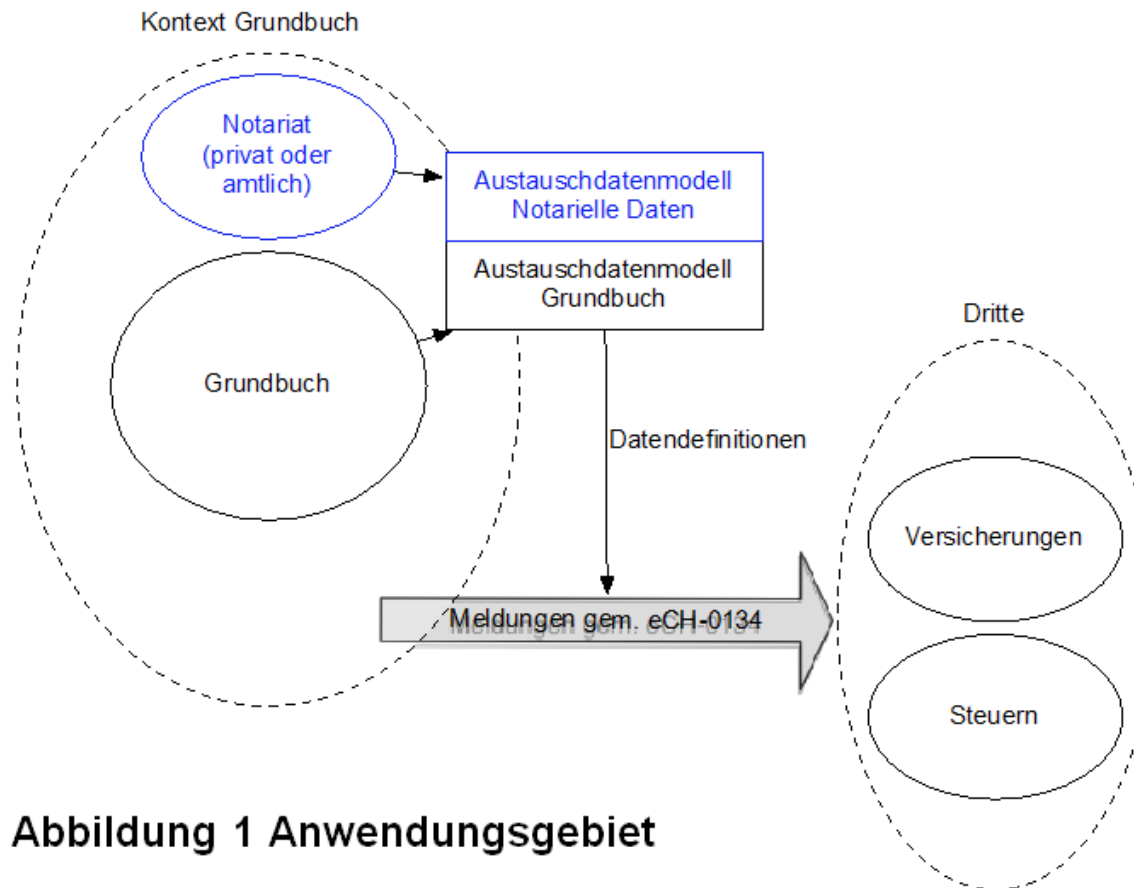 Kontext Grundbuch
Notariat
(privat oder
amtlich)
Austauschdatenmodell
Notarielle Daten
Austauschdatenmodell
Grundbuch
Grundbuch
Dritte
Datendefinitionen
Versicherungen
Meldungen gem. eCH-0134
Steuern
Abbildung 1 Anwendungsgebiet